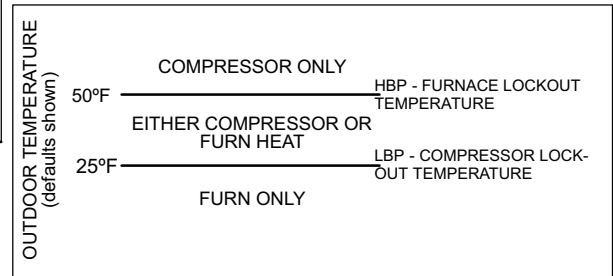 OUTDOOR TEMPERATURE
(defaults shown)
COMPRESSOR ONLY
50ºF
HBP - FURNACE LOCKOUT
TEMPERATURE
EITHER COMPRESSOR OR
FURN HEAT
25ºF
LBP - COMPRESSOR LOCK-
OUT TEMPERATURE
FURN ONLY